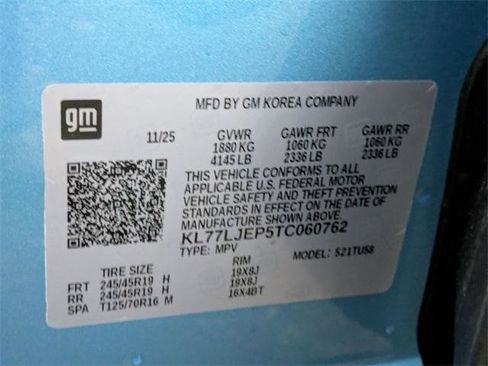 gm
MFD BY GM KOREA COMPANY
11/25 GVWR GAWR FRT GAWR RR
1880 KG 1060 KG 1060 KG
4145 LB 2336 LB 2336 LB
THIS VEHICLE CONFORMS TO ALL
APPLICABLE U.S. FEDERAL MOTOR
VEHICLE SAFETY AND THEFT PREVENTION
STANDARDS IN EFFECT ON THE DATE OF
MANUFACTURE SHOWN ABOVE.
KL77LJEP5TC060762
TYPE: MPV MODEL: 521TU58
TIRE SIZE RIM
FRT 245/45R19 H 19X8J
RR 245/45R19 H 19X8J
SPA T125/70R16 M 16X4BT